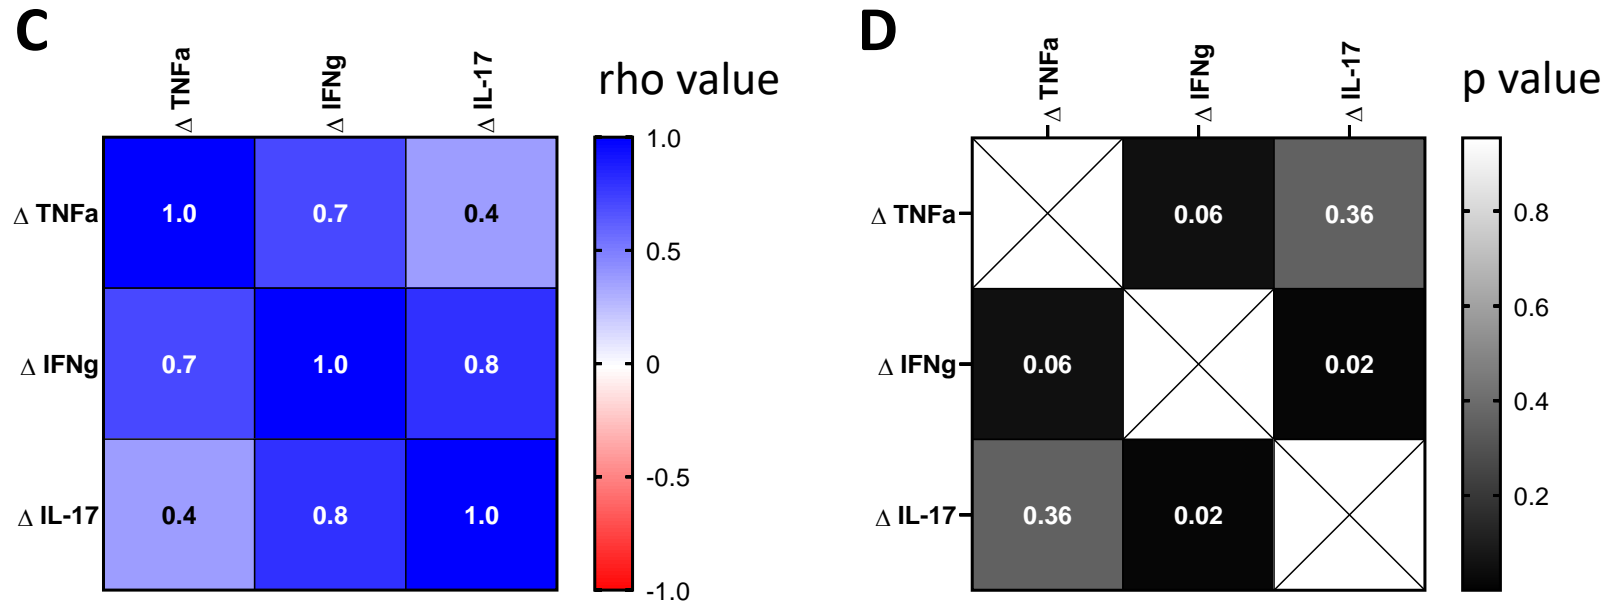 C
Δ TNFa
Δ IFNg
Δ IL-17
rho value
Δ TNFa
1.0
0.7
0.4
Δ IFNg
0.7
1.0
0.8
Δ IL-17
0.4
0.8
1.0
1.0
0.5
0
-0.5
-1.0
D
Δ TNFa
Δ IFNg
Δ IL-17
p value
Δ TNFa
0.06
0.36
Δ IFNg
0.06
0.02
Δ IL-17
0.36
0.02
0.8
0.6
0.4
0.2